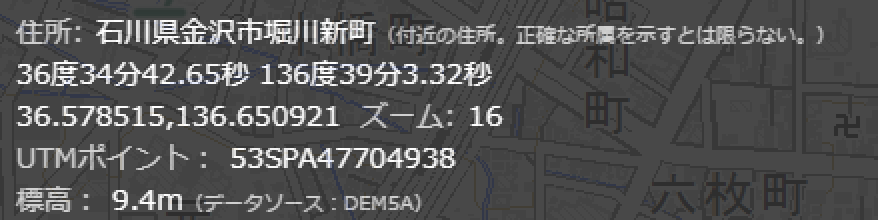 住所: 石川県金沢市堀川新町（付近の住所。正確な所属を示すとは限らない。）
36度34分42.65秒 136度39分3.32秒
36.578515,136.650921 ズーム: 16
UTMポイント： 53SPA47704938
標高： 9.4m（データソース：DEM5A）
昭和町
六枚町